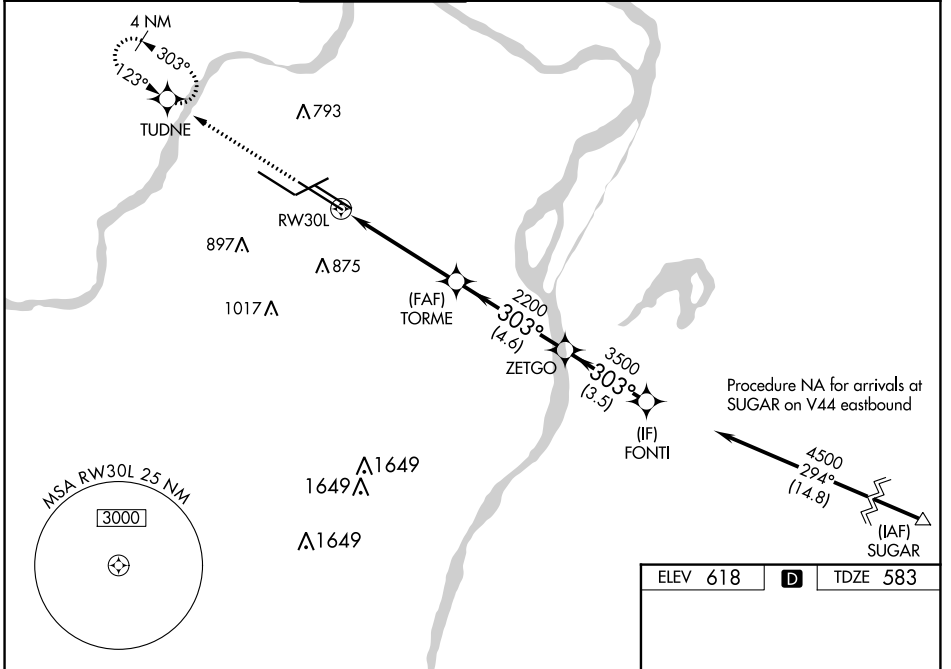 4 NM
303°
123°
TUDNE
793
RW30L
897
875
1017
(FAF)
TORME
2200
303°
(4.6)
ZETGO
3500
303°
(3.5)
(IF)
FONTI
Procedure NA for arrivals at
SUGAR on V44 eastbound
4500
294°
(14.8)
(IAF)
SUGAR
1649
1649
1649
MSA RW30L 25 NM
3000
ELEV 618 D TDZE 583